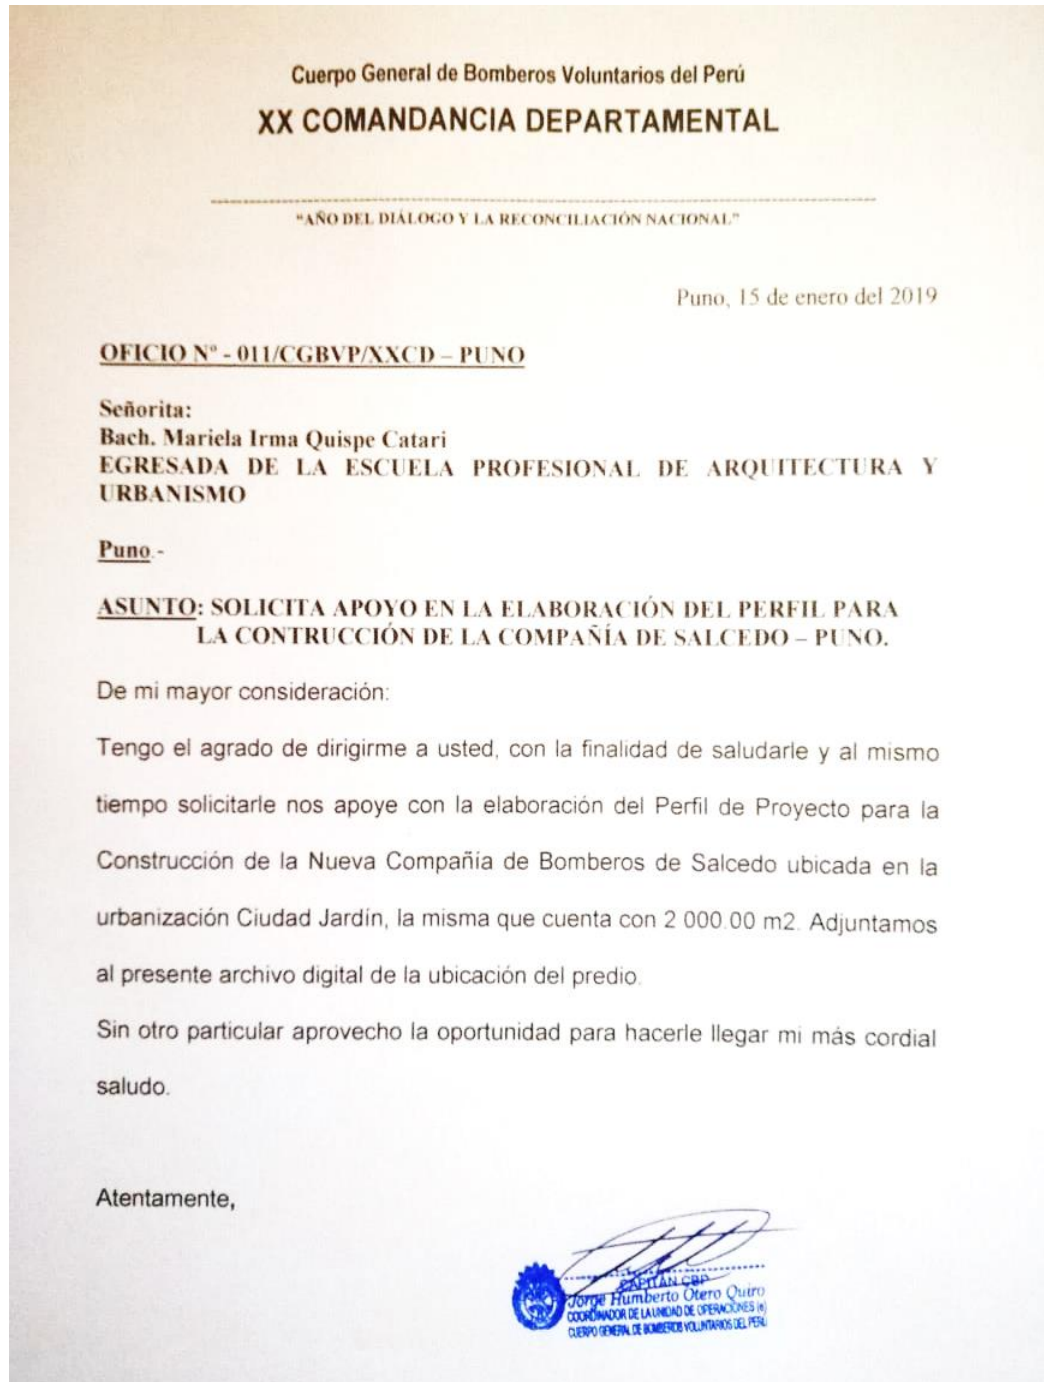 Cuerpo General de Bomberos Voluntarios del Perú
XX COMANDANCIA DEPARTAMENTAL
"AÑO DEL DIÁLOGO Y LA RECONCILIACIÓN NACIONAL"
Puno, 15 de enero del 2019
OFICIO Nº - 011/CGBVP/XXCD – PUNO
Señorita:
Bach. Mariela Irma Quispe Catari
EGRESADA DE LA ESCUELA PROFESIONAL DE ARQUITECTURA Y
URBANISMO
Puno.-
ASUNTO: SOLICITA APOYO EN LA ELABORACIÓN DEL PERFIL PARA
LA CONTRUCCIÓN DE LA COMPAÑÍA DE SALCEDO – PUNO.
De mi mayor consideración:
Tengo el agrado de dirigirme a usted, con la finalidad de saludarle y al mismo
tiempo solicitarle nos apoye con la elaboración del Perfil de Proyecto para la
Construcción de la Nueva Compañía de Bomberos de Salcedo ubicada en la
urbanización Ciudad Jardín, la misma que cuenta con 2 000.00 m2. Adjuntamos
al presente archivo digital de la ubicación del predio.
Sin otro particular aprovecho la oportunidad para hacerle llegar mi más cordial
saludo.
Atentamente,
CAPITÁN CBP
Jorge Humberto Otero Quiro
COORDINADOR DE LA UNIDAD DE OPERACIONES (e)
CUERPO GENERAL DE BOMBEROS VOLUNTARIOS DEL PERU